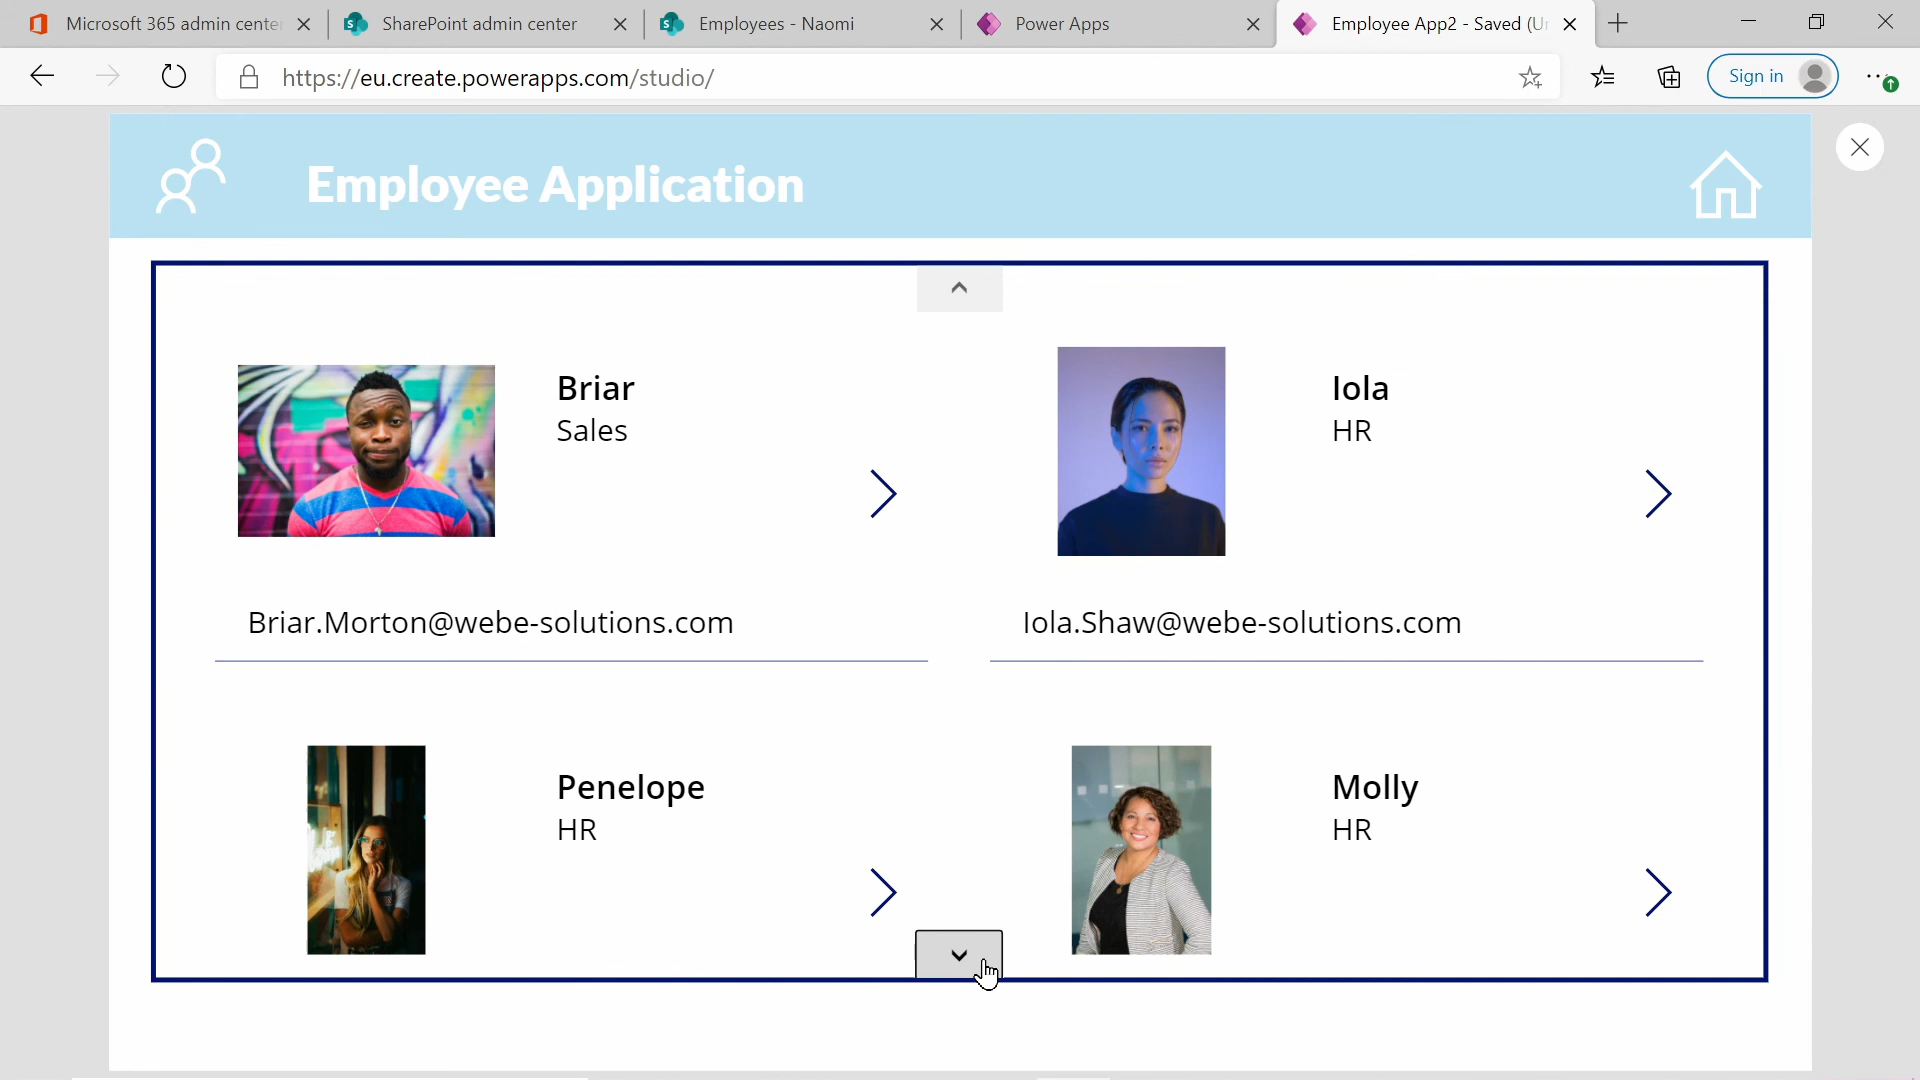 Microsoft 365 admin cente
SharePoint admin center
Employees - Naomi
Power Apps
Employee App2 - Saved (Ur
https://eu.create.powerapps.com/studio/
Sign in
Employee Application
Briar
Sales
Iola
HR
Briar.Morton@webe-solutions.com
Iola.Shaw@webe-solutions.com
Penelope
HR
Molly
HR